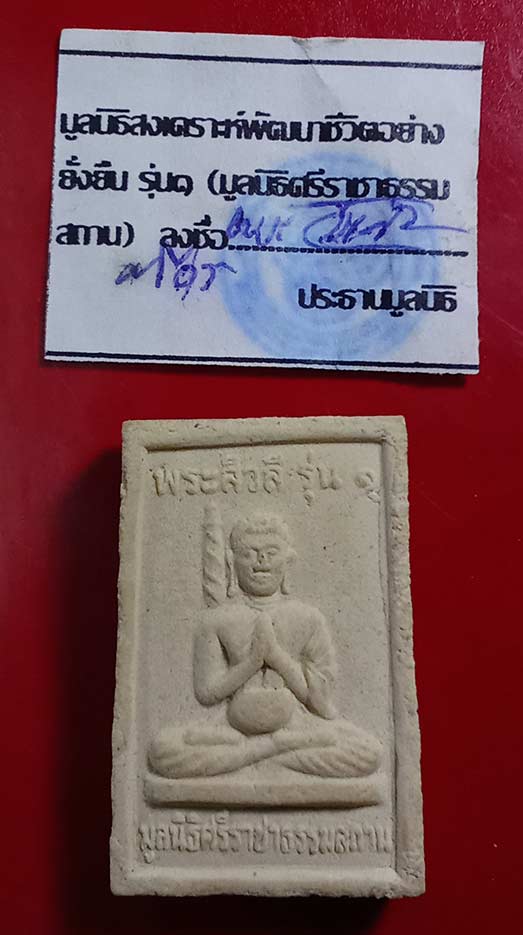 มูลนิธิสงเคราะห์พัฒนาชีวิตอย่าง
ยั่งยืน รุ่น๑ (มูลนิธิศรีราชาธรรม
สถาน) ลงชื่อ....................
ประธานมูลนิธิ
พระสิวลี รุ่น ๑
มูลนิธิศรีราชาธรรมสถาน